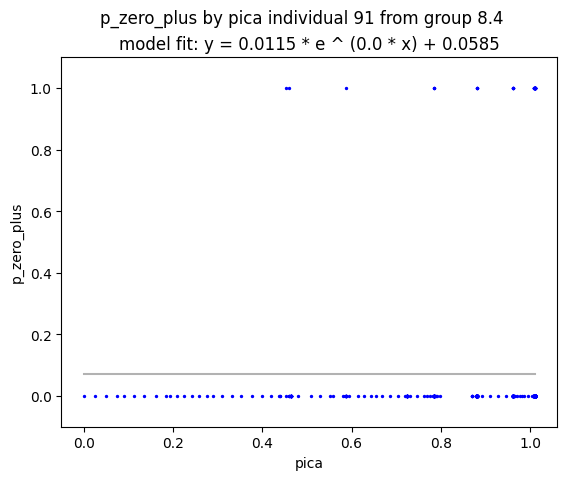 p_zero_plus by pica individual 91 from group 8.4
model fit: y = 0.0115 * e ^ (0.0 * x) + 0.0585
1.0
0.8
0.6
0.4
0.2
0.0
p_zero_plus
0.0 0.2 0.4 0.6 0.8 1.0
pica